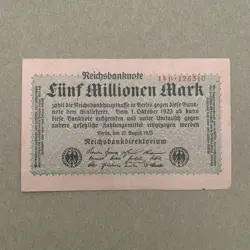 Reichsbanknote
Fünf Millionen Mark
zahlt die Reichsbankhauptkasse in Berlin gegen diese Bank-
note dem Einlieferer. Vom 1. Oktober 1923 ab kann
diese Banknote aufgerufen und unter Umtausch gegen
andere gesetzliche Zahlungsmittel eingezogen werden
Berlin, den 20. August 1923
Reichsbankdirektorium